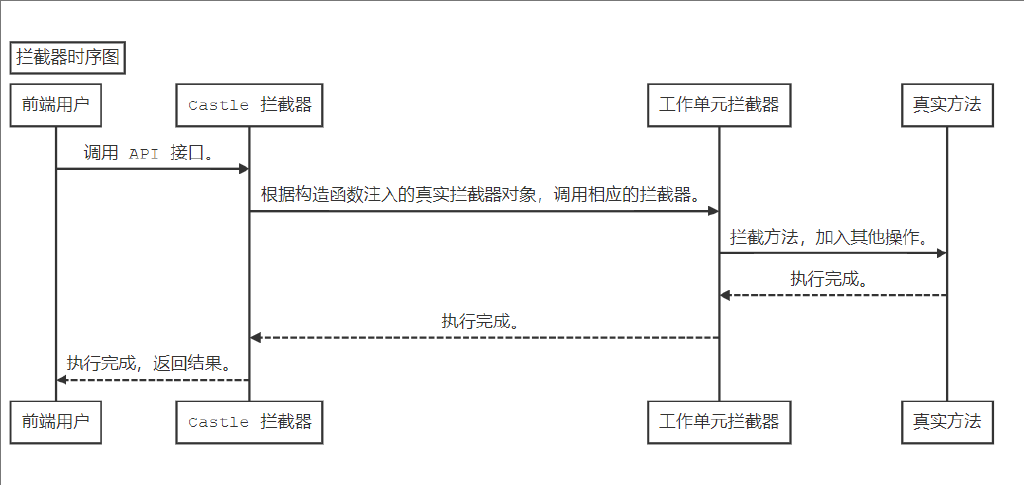 拦截器时序图
前端用户
Castle 拦截器
工作单元拦截器
真实方法
调用 API 接口。
根据构造函数注入的真实拦截器对象，调用相应的拦截器。
拦截方法，加入其他操作。
执行完成。
执行完成。
执行完成，返回结果。
前端用户
Castle 拦截器
工作单元拦截器
真实方法